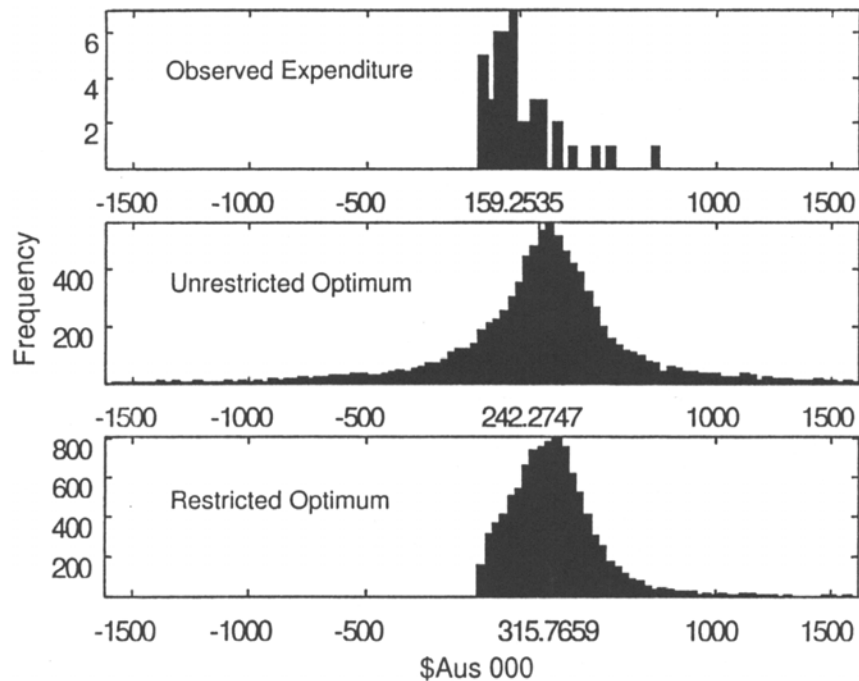 6
4
2
Observed Expenditure
-1500 -1000 -500 159.2535 1000 1500
Frequency
400
200
Unrestricted Optimum
-1500 -1000 -500 242.2747 1000 1500
800
600
400
200
Restricted Optimum
-1500 -1000 -500 315.7659 1000 1500
$Aus 000